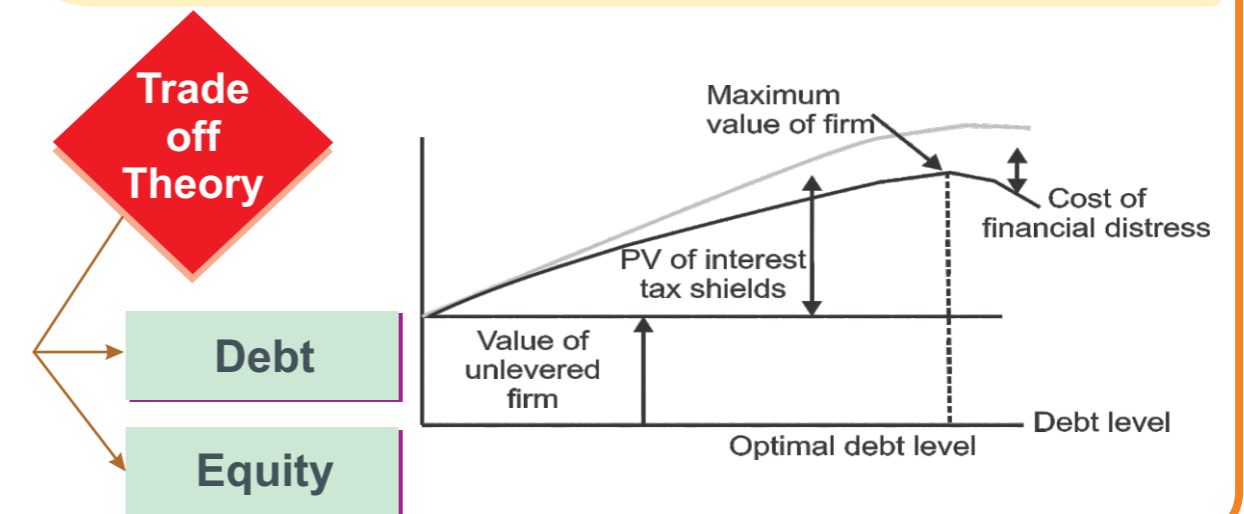 Trade
off
Theory
Debt
Equity
Maximum
value of firm
Cost of
financial distress
PV of interest
tax shields
Value of
unlevered
firm
Debt level
Optimal debt level